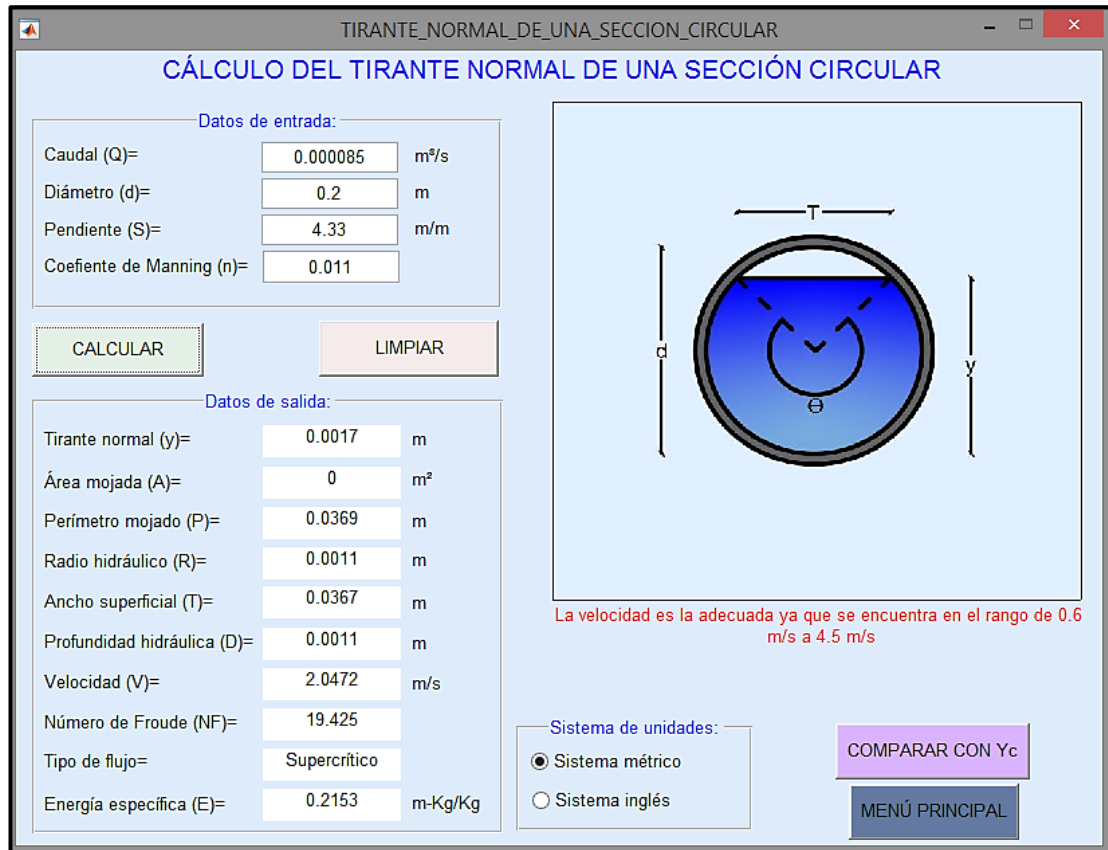 TIRANTE_NORMAL_DE_UNA_SECCION_CIRCULAR
CÁLCULO DEL TIRANTE NORMAL DE UNA SECCIÓN CIRCULAR
Datos de entrada:
Caudal (Q)= 0.000085 m³/s
Diámetro (d)= 0.2 m
Pendiente (S)= 4.33 m/m
Coefiente de Manning (n)= 0.011
CALCULAR LIMPIAR
Datos de salida:
Tirante normal (y)= 0.0017 m
Área mojada (A)= 0 m²
Perímetro mojado (P)= 0.0369 m
Radio hidráulico (R)= 0.0011 m
Ancho superficial (T)= 0.0367 m
Profundidad hidráulica (D)= 0.0011 m
Velocidad (V)= 2.0472 m/s
Número de Froude (NF)= 19.425
Tipo de flujo= Supercrítico
Energía específica (E)= 0.2153 m-Kg/Kg
T
d
y
Θ
La velocidad es la adecuada ya que se encuentra en el rango de 0.6
m/s a 4.5 m/s
Sistema de unidades:
Sistema métrico
Sistema inglés
COMPARAR CON Yc
MENÚ PRINCIPAL